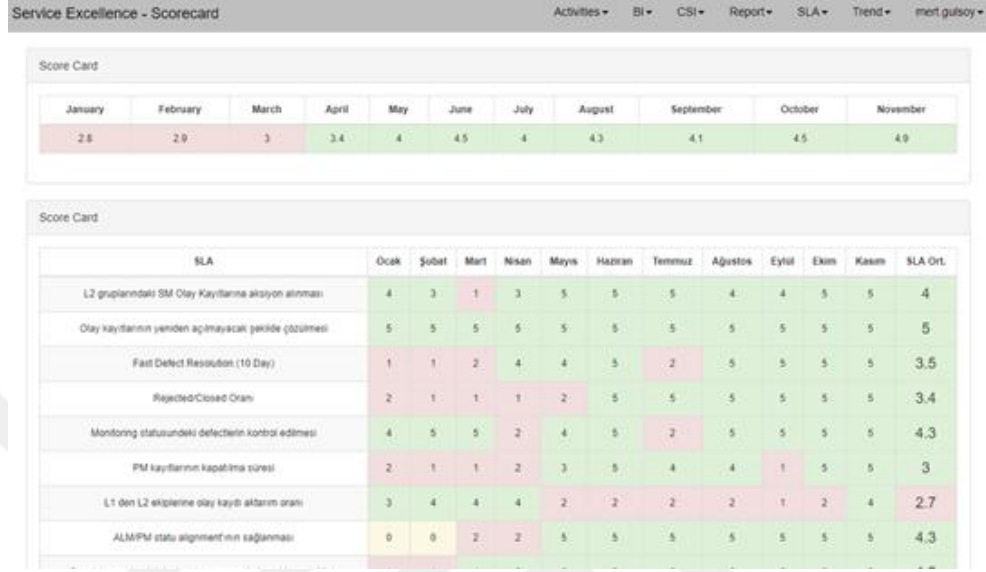 Service Excellence - Scorecard Activities BI CSI Report SLA Trend mert.gulsoy
Score Card
January February March April May June July August September October November
2.8 2.9 3 3.4 4 4.5 4 4.3 4.1 4.5 4.9
Score Card
SLA Ocak Şubat Mart Nisan Mayıs Haziran Temmuz Ağustos Eylül Ekim Kasım SLA Ort.
L2 gruplarındaki SM Olay Kayıtlarına aksiyon alınması 4 3 1 3 5 5 5 4 4 5 5 4
Olay kayıtlarının yeniden açılmayacak şekilde çözülmesi 5 5 5 5 5 5 5 5 5 5 5 5
Fast Defect Resolution (10 Day) 1 1 2 4 4 5 2 5 5 5 5 3.5
Rejected/Closed Oranı 2 1 1 1 2 5 5 5 5 5 5 3.4
Monitoring statusundeki defectlerin kontrol edilmesi 4 5 5 2 4 5 2 5 5 5 5 4.3
PM kayıtlarının kapatılma süresi 2 1 1 2 3 5 4 4 1 5 5 3
L1 den L2 ekiplerine olay kaydı aktarım oranı 3 4 4 4 2 2 2 2 1 2 4 2.7
ALM/PM statu alignment'ının sağlanması 0 0 2 2 5 5 5 5 5 5 5 4.3